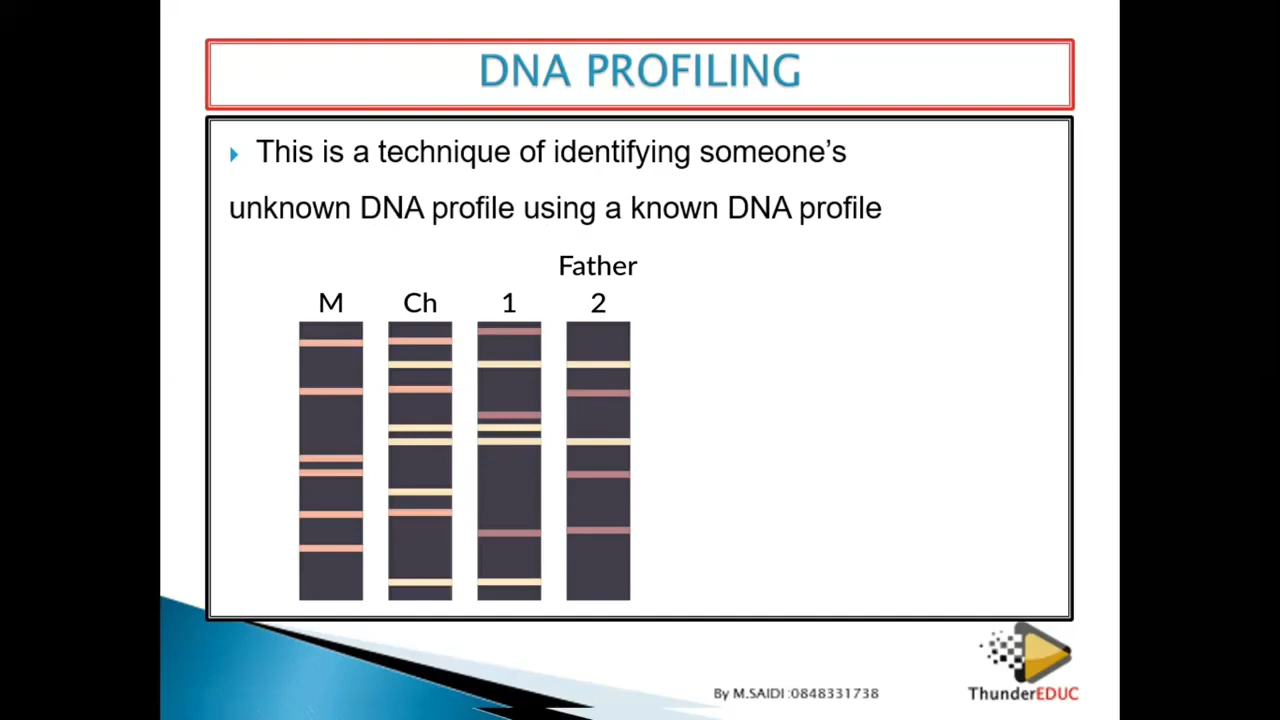 DNA PROFILING
This is a technique of identifying someone’s
unknown DNA profile using a known DNA profile
Father
M Ch 1 2
By M.SAIDI :0848331738
ThunderEDUC